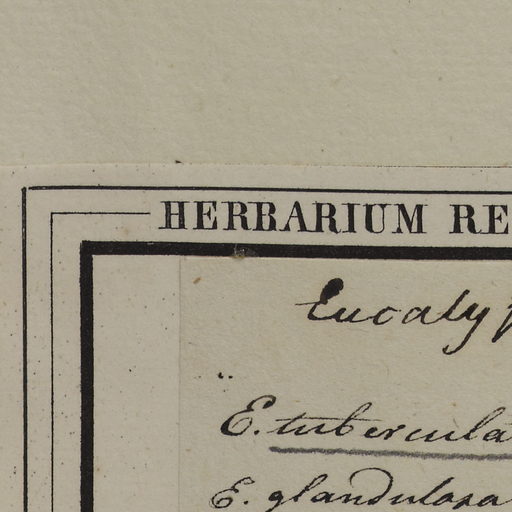 HERBARIUM RE
Eucaly
E. tubercula
E. glandulosa